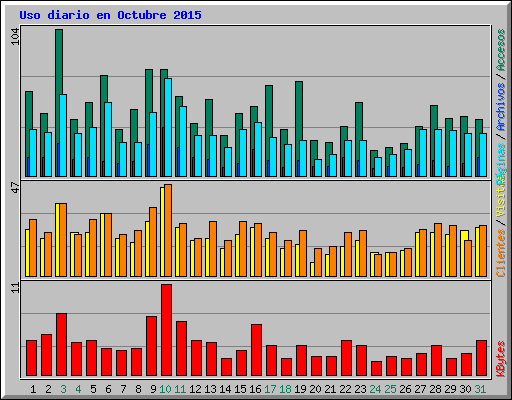 Uso diario en Octubre 2015
104
47
11
Clientes / visitas
Páginas / Archivos / Accesos
KBytes
1 2 3 4 5 6 7 8 9 10 11 12 13 14 15 16 17 18 19 20 21 22 23 24 25 26 27 28 29 30 31